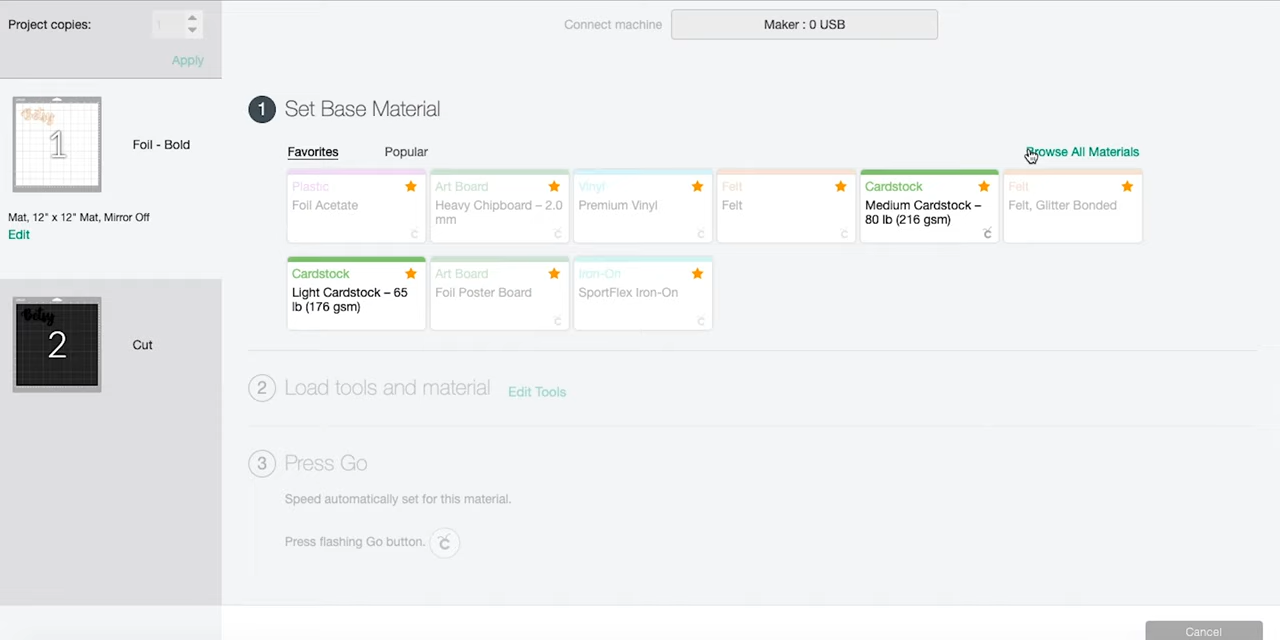 Project copies:
1
Apply
Connect machine
Maker : 0 USB
Betsy
1
Foil - Bold
Mat, 12" x 12" Mat, Mirror Off
Edit
Betsy
2
Cut
1 Set Base Material
Favorites
Popular
Browse All Materials
Plastic
Foil Acetate
Art Board
Heavy Chipboard – 2.0
mm
Vinyl
Premium Vinyl
Felt
Felt
Cardstock
Medium Cardstock –
80 lb (216 gsm)
Felt
Felt, Glitter Bonded
Cardstock
Light Cardstock – 65
lb (176 gsm)
Art Board
Foil Poster Board
Iron-On
SportFlex Iron-On
2 Load tools and material Edit Tools
3 Press Go
Speed automatically set for this material.
Press flashing Go button.
Cancel